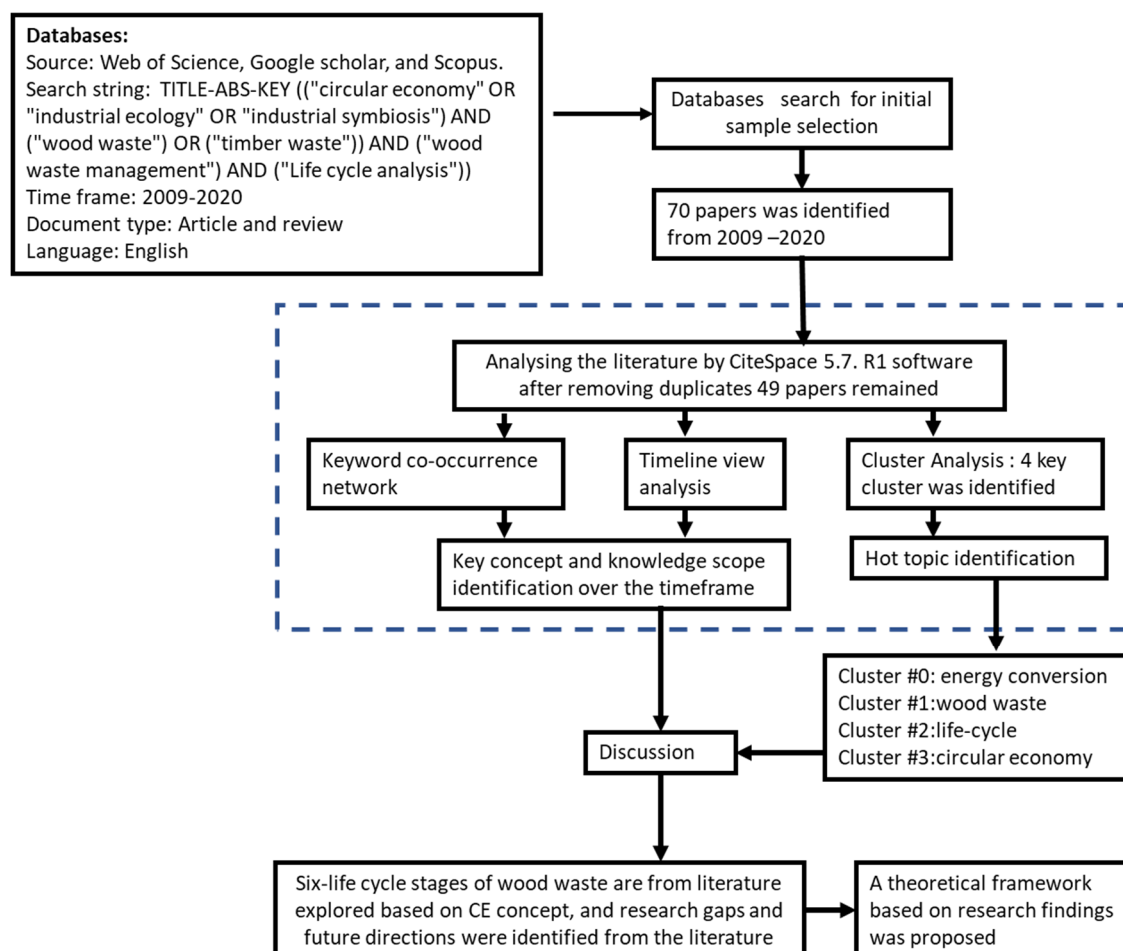 Databases:
Source: Web of Science, Google scholar, and Scopus.
Search string: TITLE-ABS-KEY (("circular economy" OR
"industrial ecology" OR "industrial symbiosis") AND
("wood waste") OR ("timber waste")) AND ("wood
waste management") AND ("Life cycle analysis"))
Time frame: 2009-2020
Document type: Article and review
Language: English
Databases search for initial
sample selection
70 papers was identified
from 2009 –2020
Analysing the literature by CiteSpace 5.7. R1 software
after removing duplicates 49 papers remained
Keyword co-occurrence
network
Timeline view
analysis
Cluster Analysis : 4 key
cluster was identified
Key concept and knowledge scope
identification over the timeframe
Hot topic identification
Cluster #0: energy conversion
Cluster #1:wood waste
Cluster #2:life-cycle
Cluster #3:circular economy
Discussion
Six-life cycle stages of wood waste are from literature
explored based on CE concept, and research gaps and
future directions were identified from the literature
A theoretical framework
based on research findings
was proposed